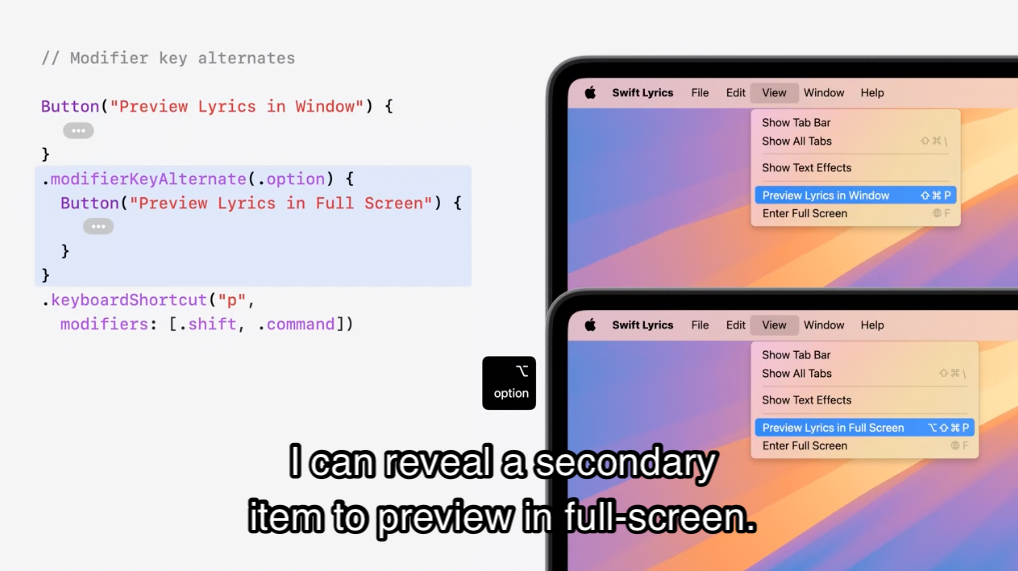 // Modifier key alternates
Button("Preview Lyrics in Window") {
•••
}
.modifierKeyAlternate(.option) {
Button("Preview Lyrics in Full Screen") {
•••
}
}
.keyboardShortcut("p",
modifiers: [.shift, .command])
Swift Lyrics File Edit View Window Help
Show Tab Bar
Show All Tabs ⇧⌘\
Show Text Effects
Preview Lyrics in Window ⇧⌘P
Enter Full Screen 🌐F
Swift Lyrics File Edit View Window Help
Show Tab Bar
Show All Tabs ⇧⌘\
Show Text Effects
Preview Lyrics in Full Screen ⌥⇧⌘P
Enter Full Screen 🌐F
⌥
option
I can reveal a secondary
item to preview in full-screen.